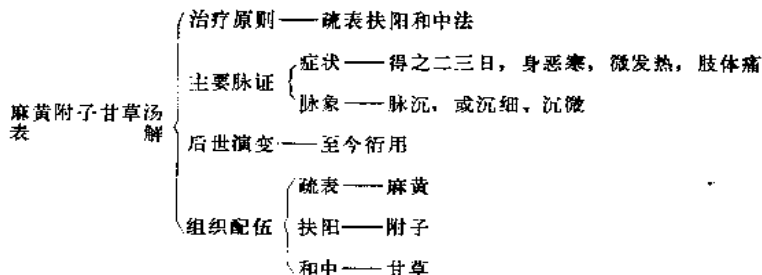 治疗原则——疏表扶阳和中法
主要脉证
症状——得之二三日，身恶寒，微发热，肢体痛
脉象——脉沉，或沉细、沉微
麻黄附子甘草汤
表解
后世演变——至今衍用
组织配伍
疏表——麻黄
扶阳——附子
和中——甘草